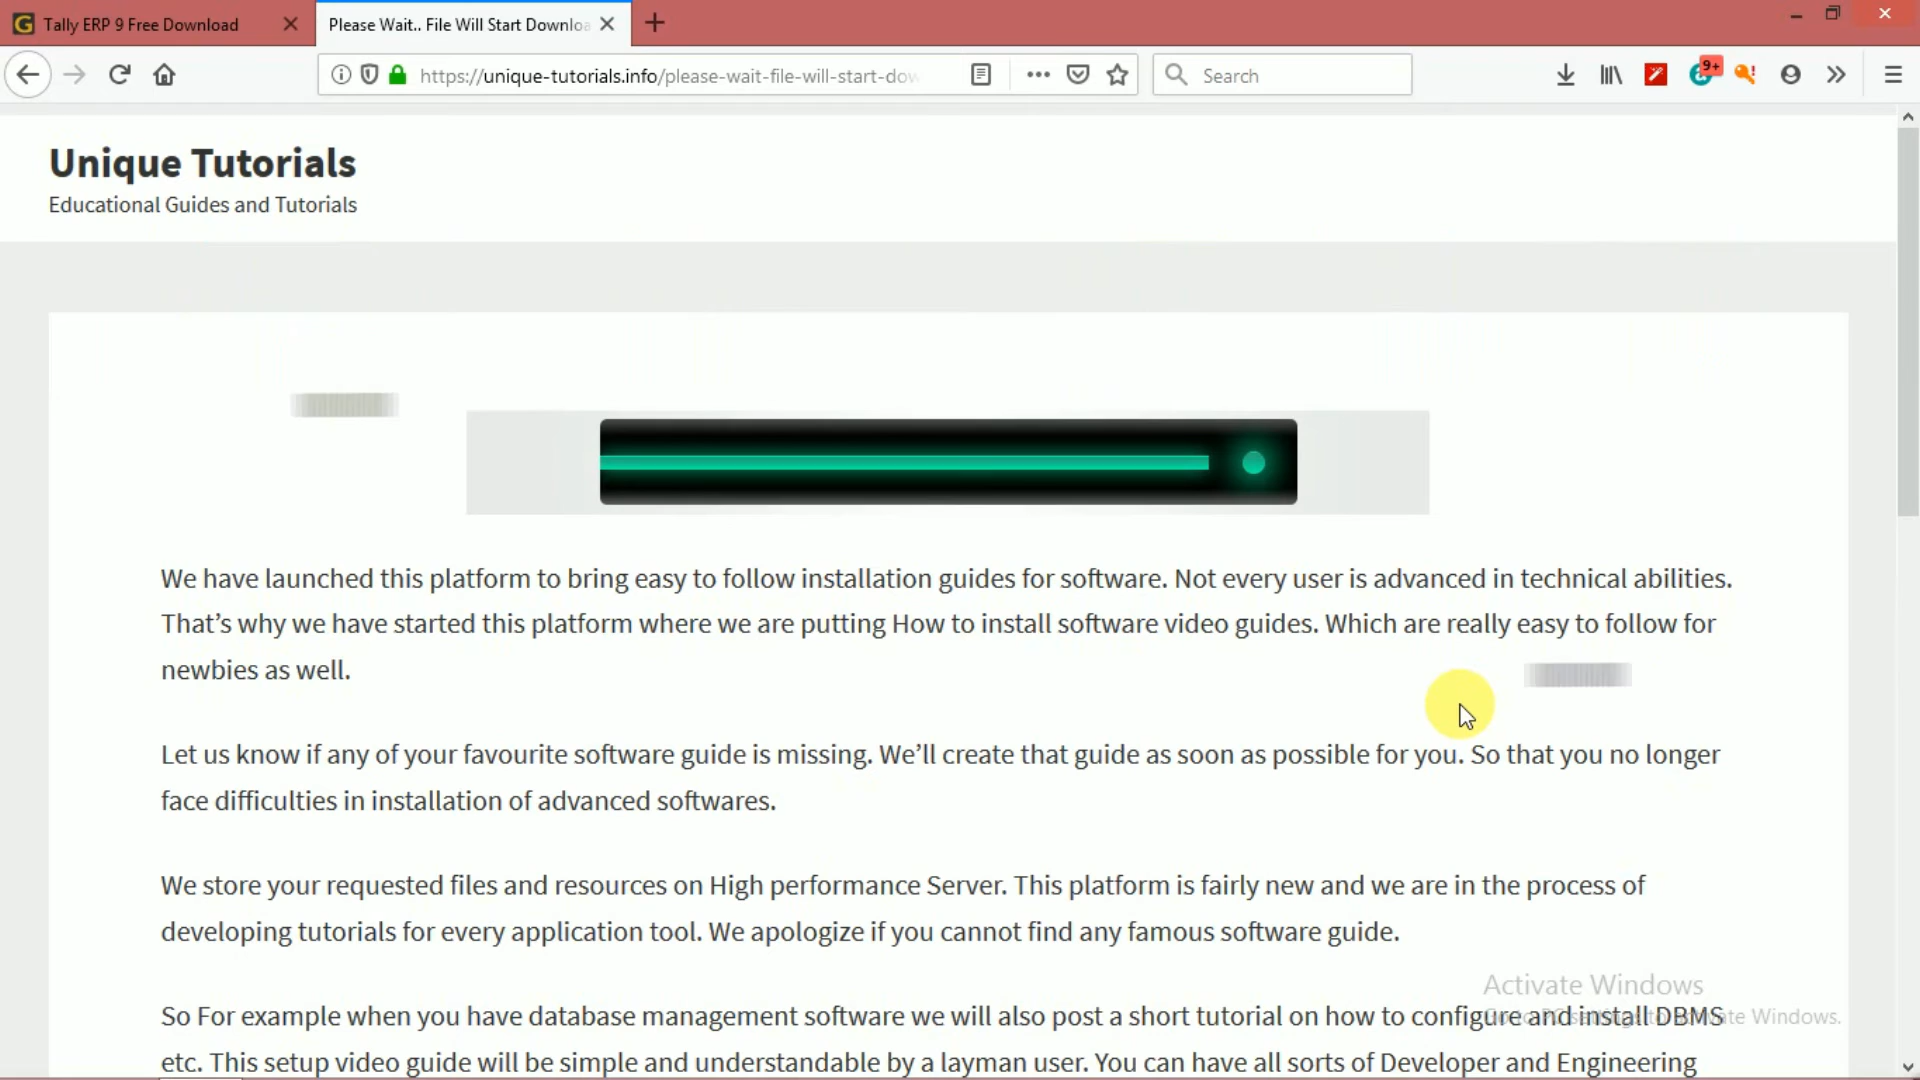 Tally ERP 9 Free Download
Please Wait.. File Will Start Downloa
https://unique-tutorials.info/please-wait-file-will-start-dow
Search
9+
Unique Tutorials
Educational Guides and Tutorials
We have launched this platform to bring easy to follow installation guides for software. Not every user is advanced in technical abilities.
That’s why we have started this platform where we are putting How to install software video guides. Which are really easy to follow for
newbies as well.
Let us know if any of your favourite software guide is missing. We’ll create that guide as soon as possible for you. So that you no longer
face difficulties in installation of advanced softwares.
We store your requested files and resources on High performance Server. This platform is fairly new and we are in the process of
developing tutorials for every application tool. We apologize if you cannot find any famous software guide.
Activate Windows
Go to PC settings to activate Windows.
So For example when you have database management software we will also post a short tutorial on how to configure and install DBMS
etc. This setup video guide will be simple and understandable by a layman user. You can have all sorts of Developer and Engineering